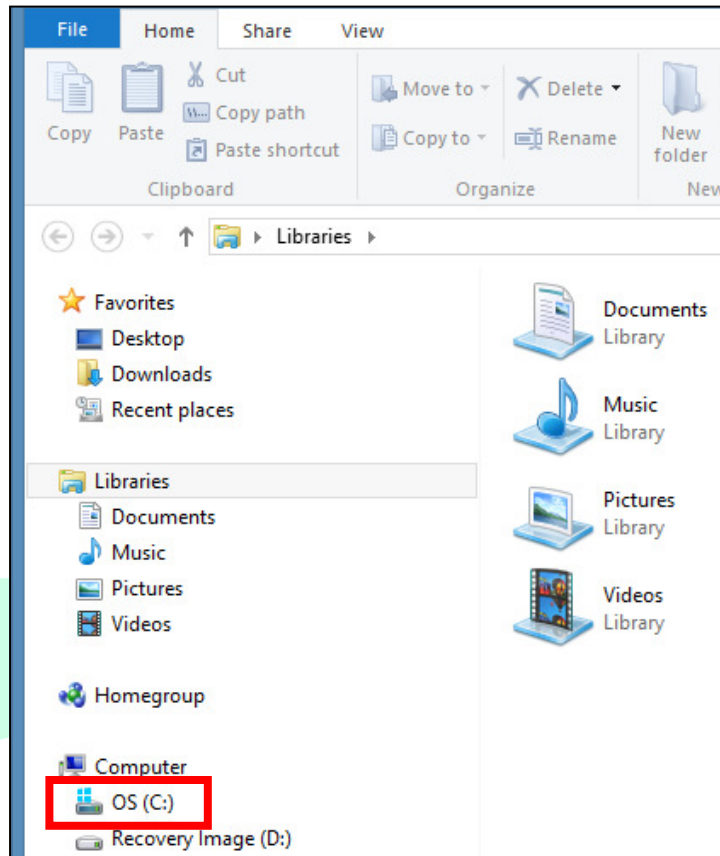 File Home Share View
Cut
Copy path
Paste shortcut
Copy Paste
Move to
Copy to
Delete
Rename
New
folder
Clipboard Organize New
Libraries
Favorites
Desktop
Downloads
Recent places
Libraries
Documents
Music
Pictures
Videos
Homegroup
Computer
OS (C:)
Recovery Image (D:)
Documents
Library
Music
Library
Pictures
Library
Videos
Library